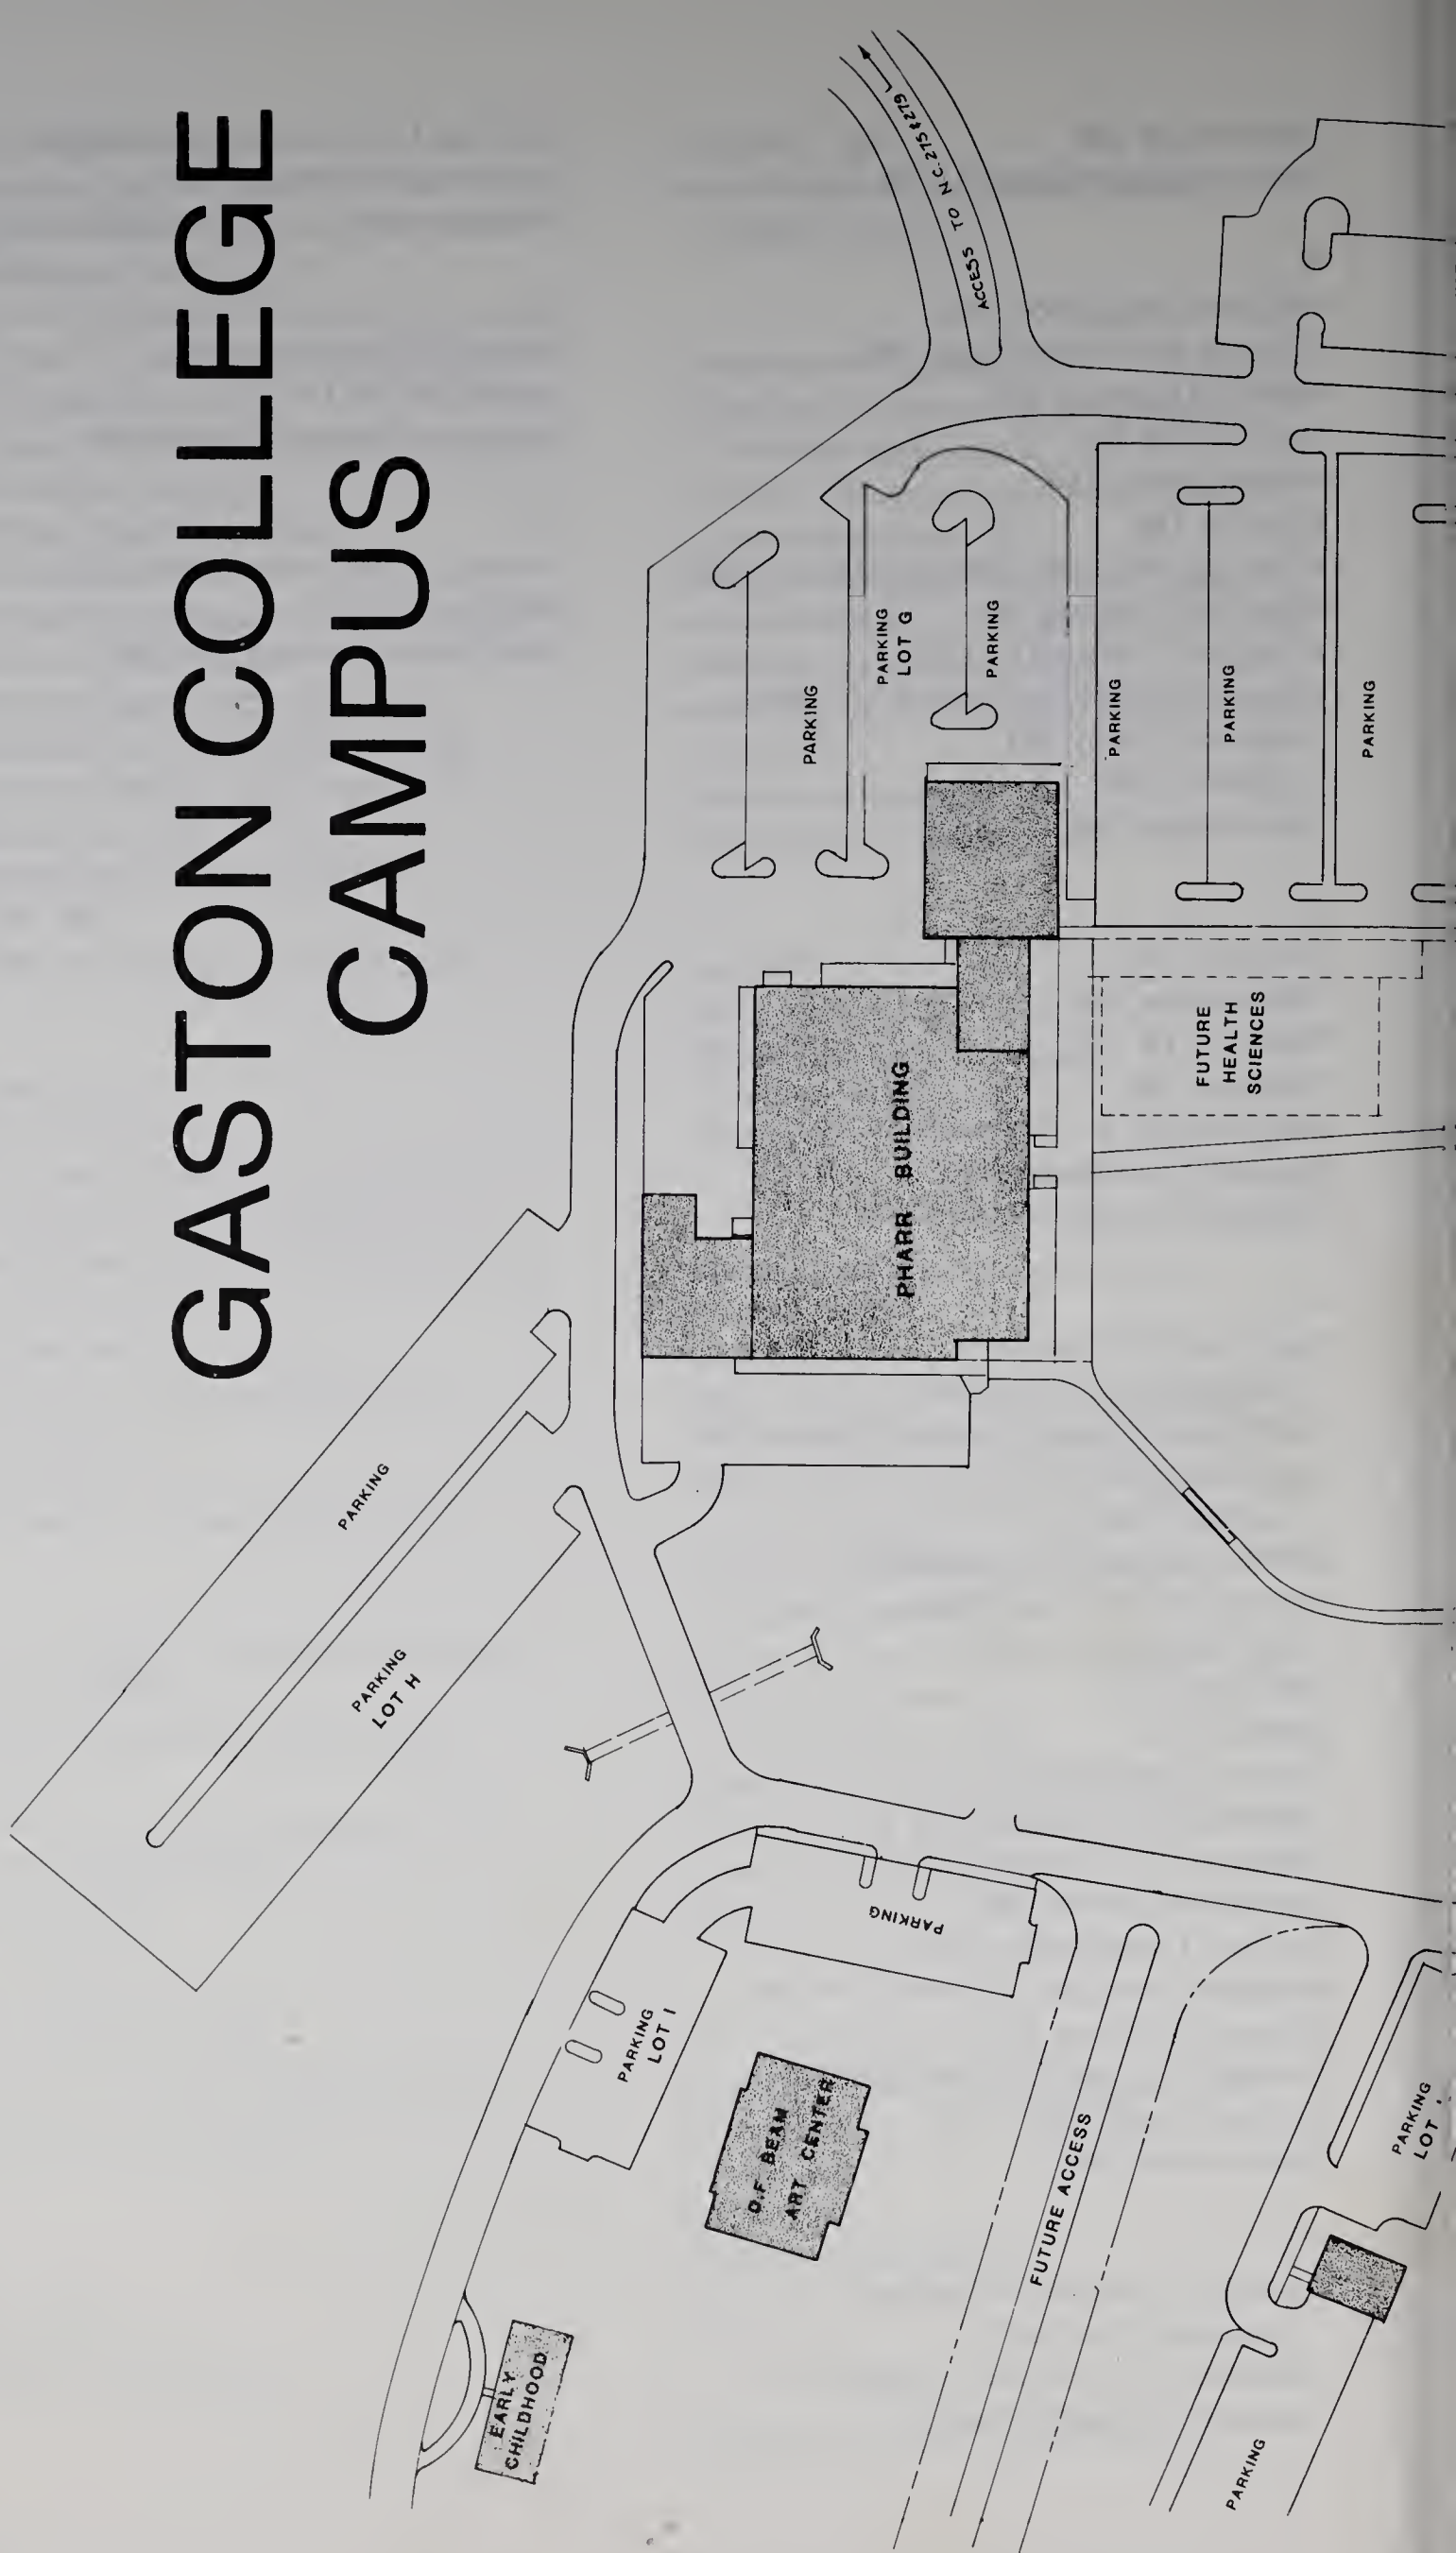 GASTON COLLEGE
CAMPUS
ACCESS TO N.C. 275 & 279
PARKING
PARKING
LOT G
PARKING
PARKING
PARKING
PARKING
PHARR BUILDING
FUTURE
HEALTH
SCIENCES
PARKING
PARKING
LOT H
PARKING
PARKING
LOT I
O.F BEAM
ART CENTER
EARLY
CHILDHOOD
FUTURE ACCESS
PARKING
LOT
PARKING